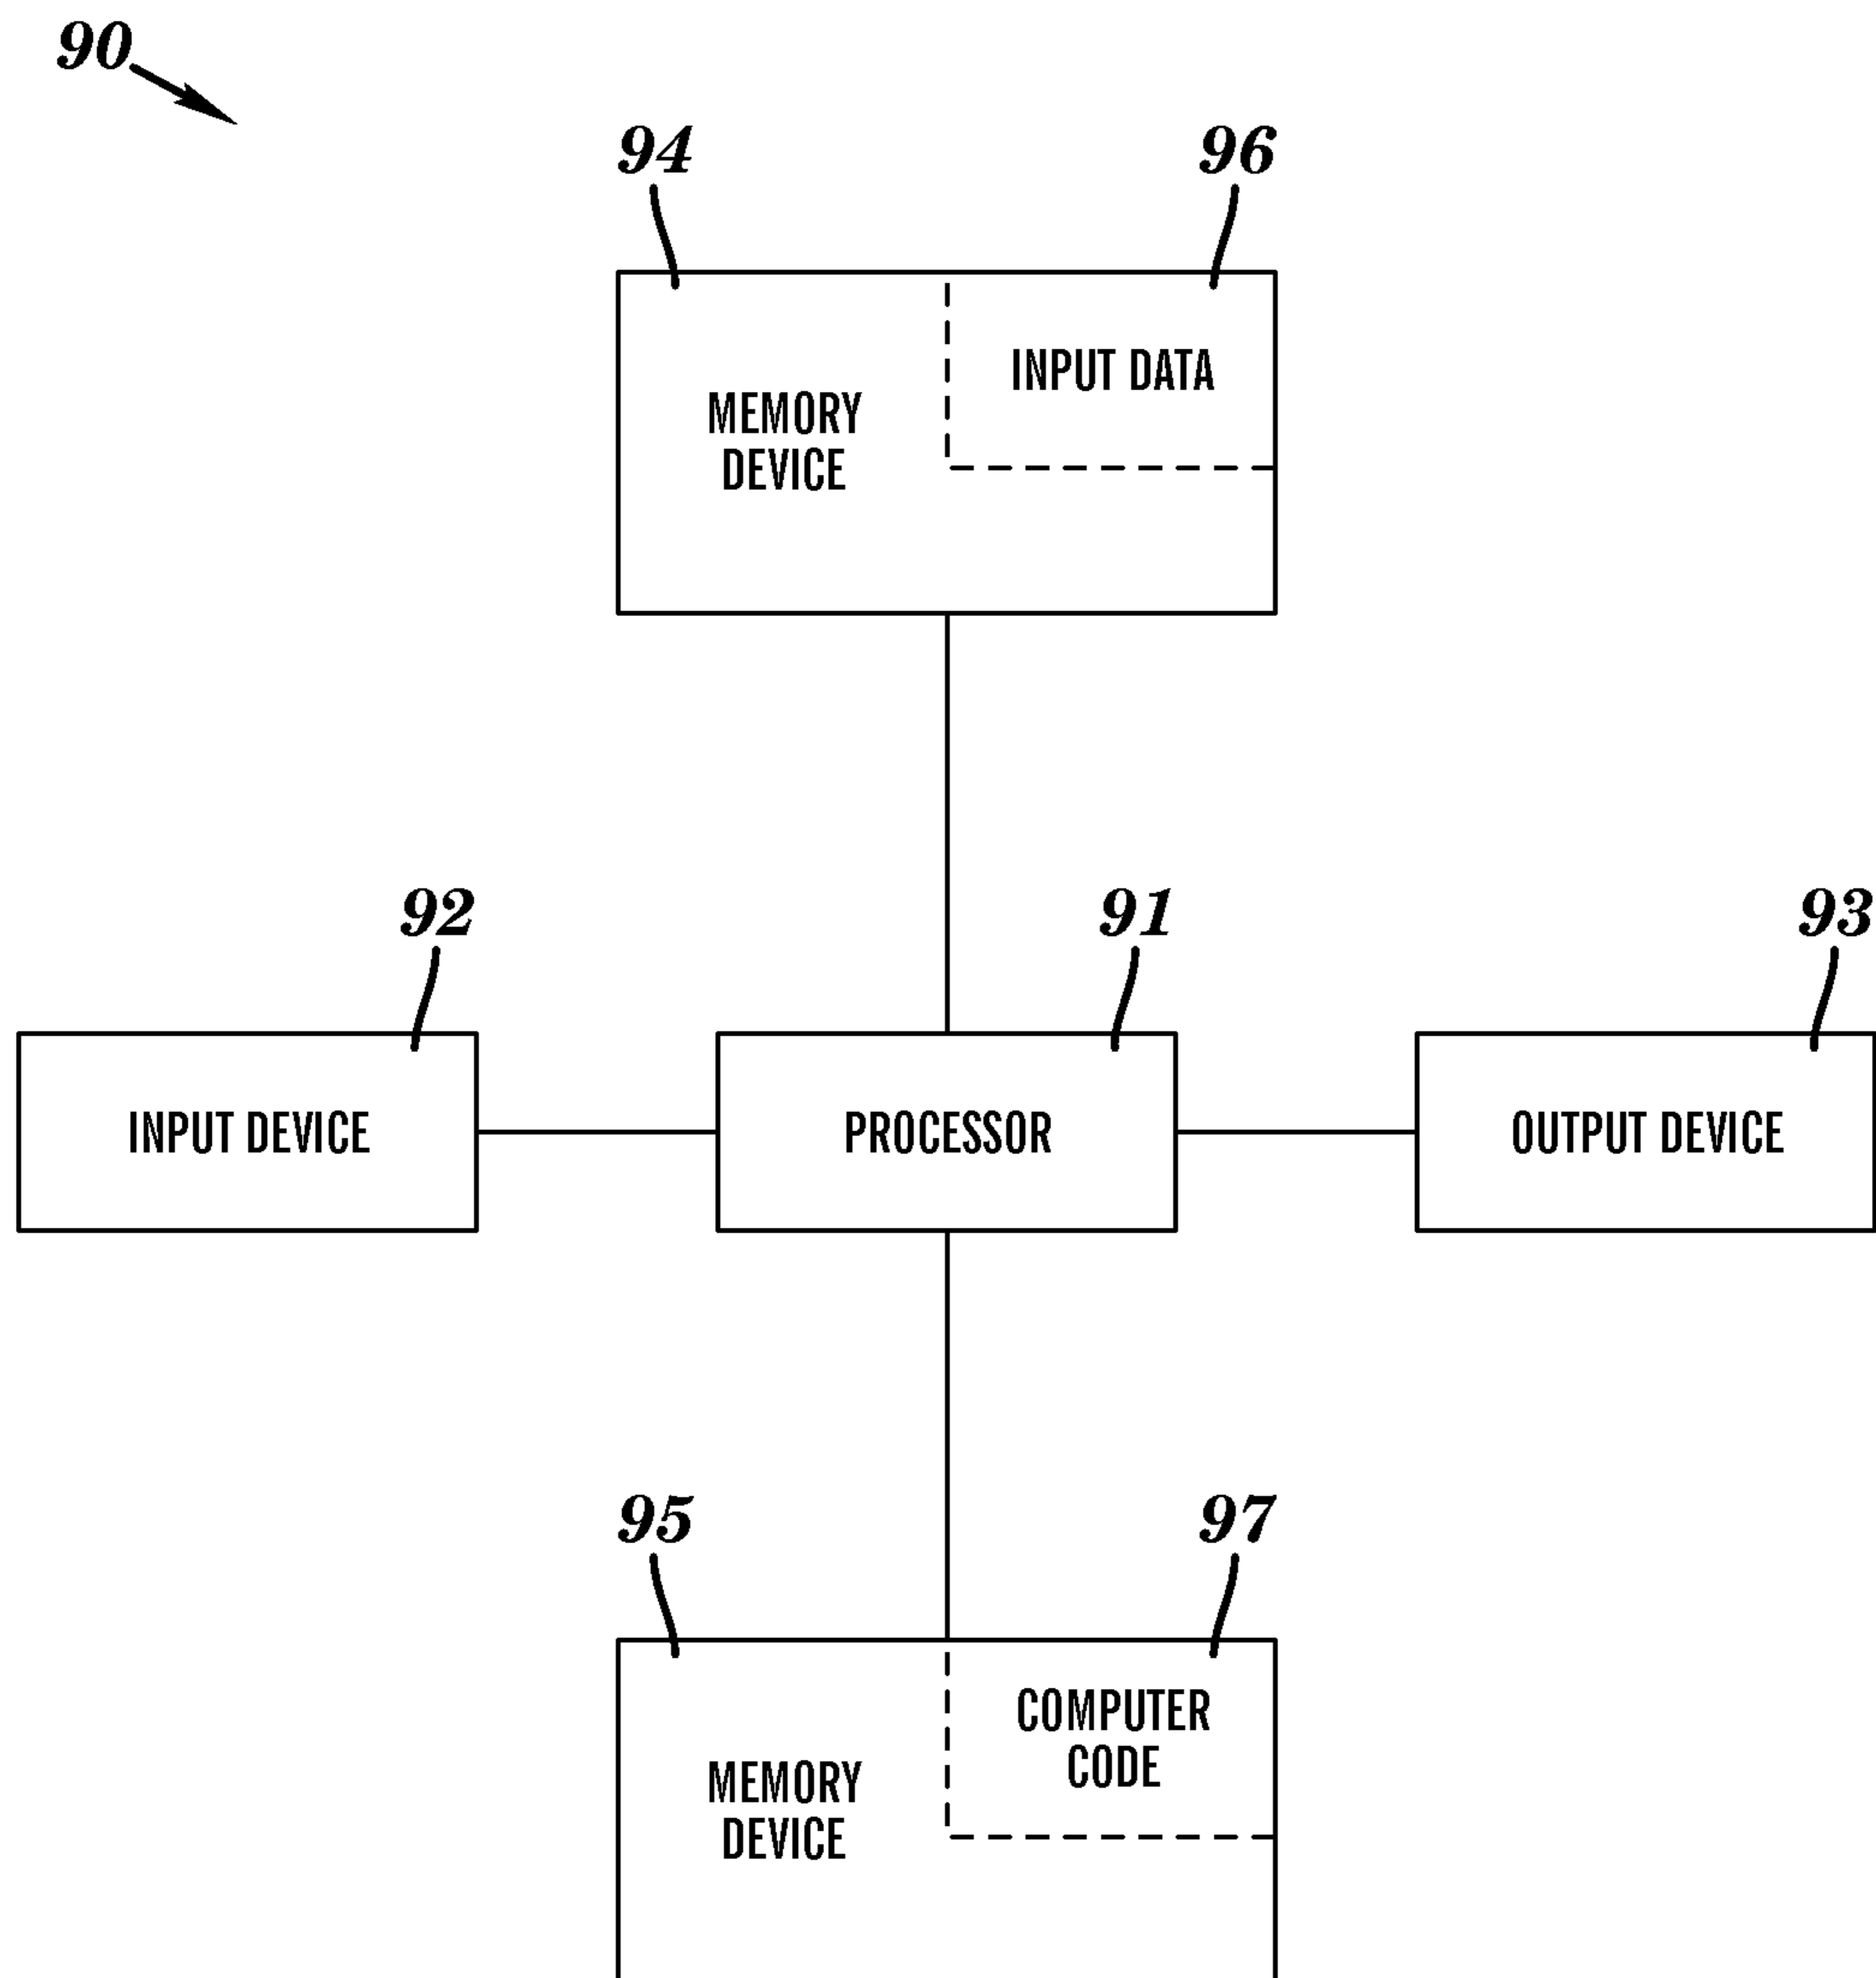 90
94
96
INPUT DATA
MEMORY
DEVICE
92
91
93
INPUT DEVICE
PROCESSOR
OUTPUT DEVICE
95
97
COMPUTER
CODE
MEMORY
DEVICE